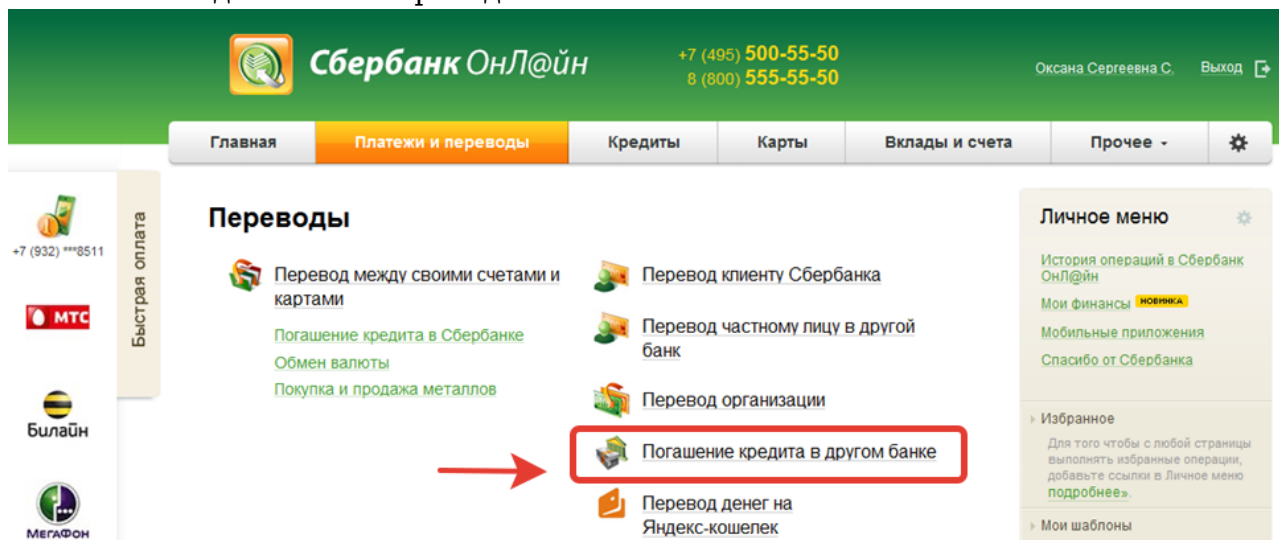 Сбербанк ОнЛ@йн
+7 (495) 500-55-50
8 (800) 555-55-50
Оксана Сергеевна С.
Выход
Главная
Платежи и переводы
Кредиты
Карты
Вклады и счета
Прочее
+7 (932) ***8511
МТС
Билайн
МегаФон
Быстрая оплата
Переводы
Перевод между своими счетами и
картами
Погашение кредита в Сбербанке
Обмен валюты
Покупка и продажа металлов
Перевод клиенту Сбербанка
Перевод частному лицу в другой
банк
Перевод организации
Погашение кредита в другом банке
Перевод денег на
Яндекс-кошелек
Личное меню
История операций в Сбербанк
ОнЛ@йн
Мои финансы НОВИНКА
Мобильные приложения
Спасибо от Сбербанка
Избранное
Для того чтобы с любой страницы
выполнять избранные операции,
добавьте ссылки в Личное меню
подробнее».
Мои шаблоны